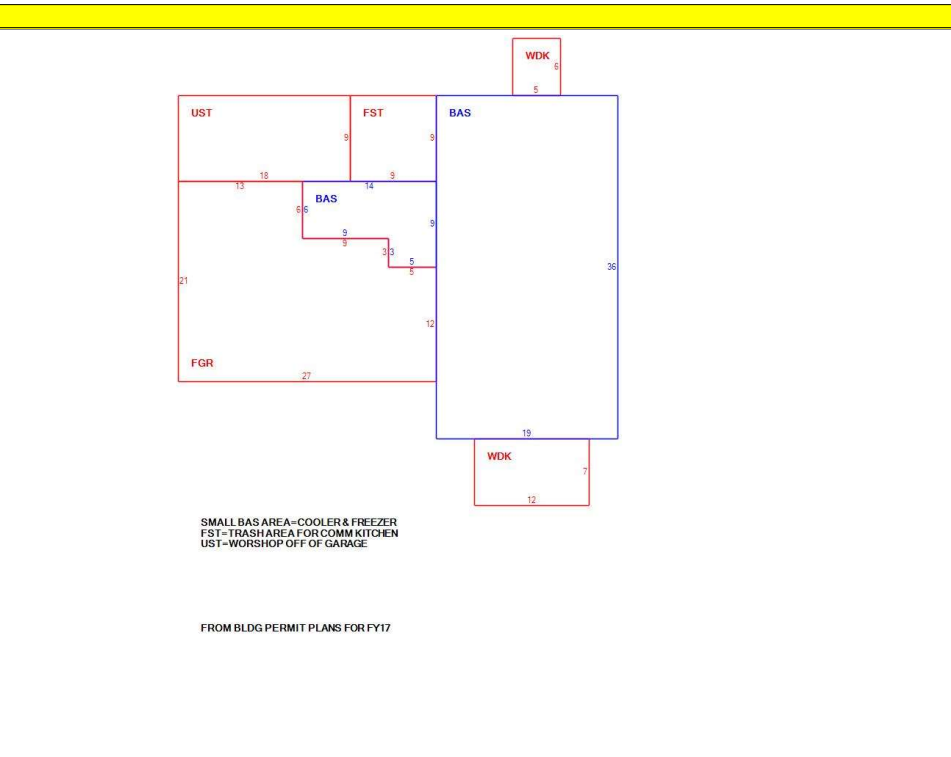 WDK
6
5
UST
FST
BAS
9
9
18
9
13
14
BAS
6
6
9
9
9
3
3
5
5
36
21
12
FGR
27
19
WDK
7
12
SMALL BAS AREA=COOLER & FREEZER
FST=TRASH AREA FOR COMM KITCHEN
UST=WORSHOP OFF OF GARAGE
FROM BLDG PERMIT PLANS FOR FY17